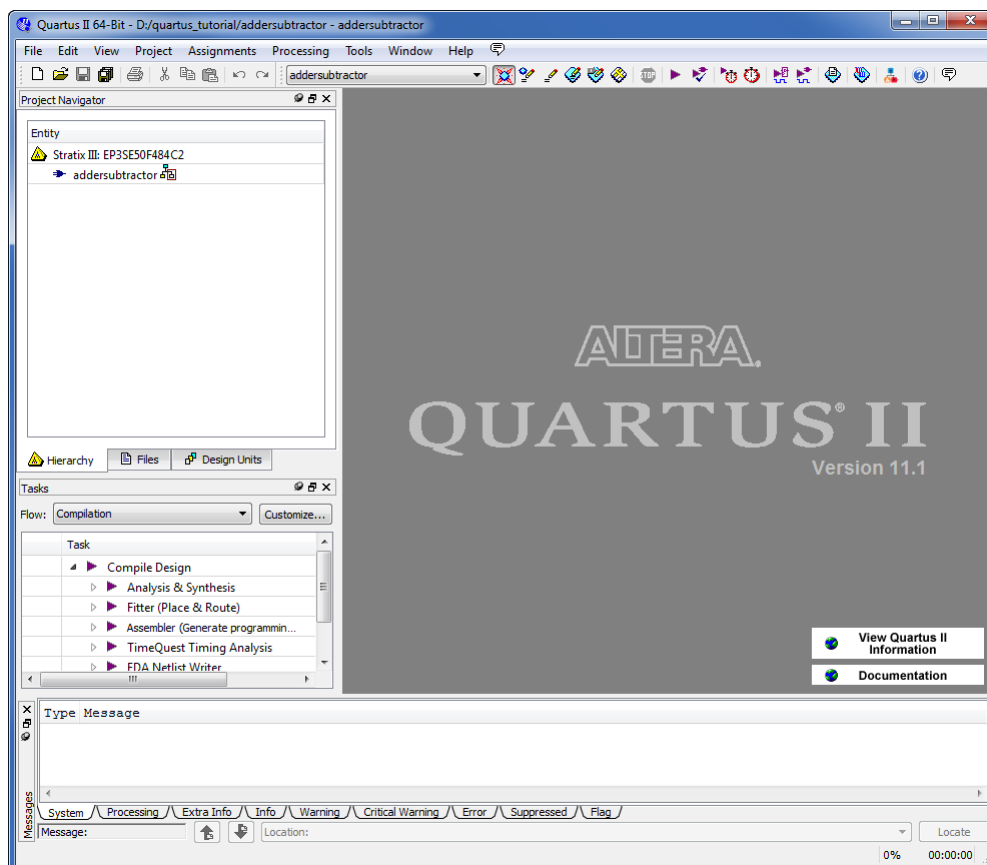 Quartus II 64-Bit - D:/quartus_tutorial/addersubtractor - addersubtractor
File Edit View Project Assignments Processing Tools Window Help
addersubtractor
STOP
Project Navigator
Entity
Stratix III: EP3SE50F484C2
addersubtractor
Hierarchy Files Design Units
Tasks
Flow: Compilation Customize...
Task
Compile Design
Analysis & Synthesis
Fitter (Place & Route)
Assembler (Generate programmin...
TimeQuest Timing Analysis
EDA Netlist Writer
ALTERA.
QUARTUS® II
Version 11.1
View Quartus II
Information
Documentation
Type Message
Messages
System Processing Extra Info Info Warning Critical Warning Error Suppressed Flag
Message: Location: Locate
0% 00:00:00